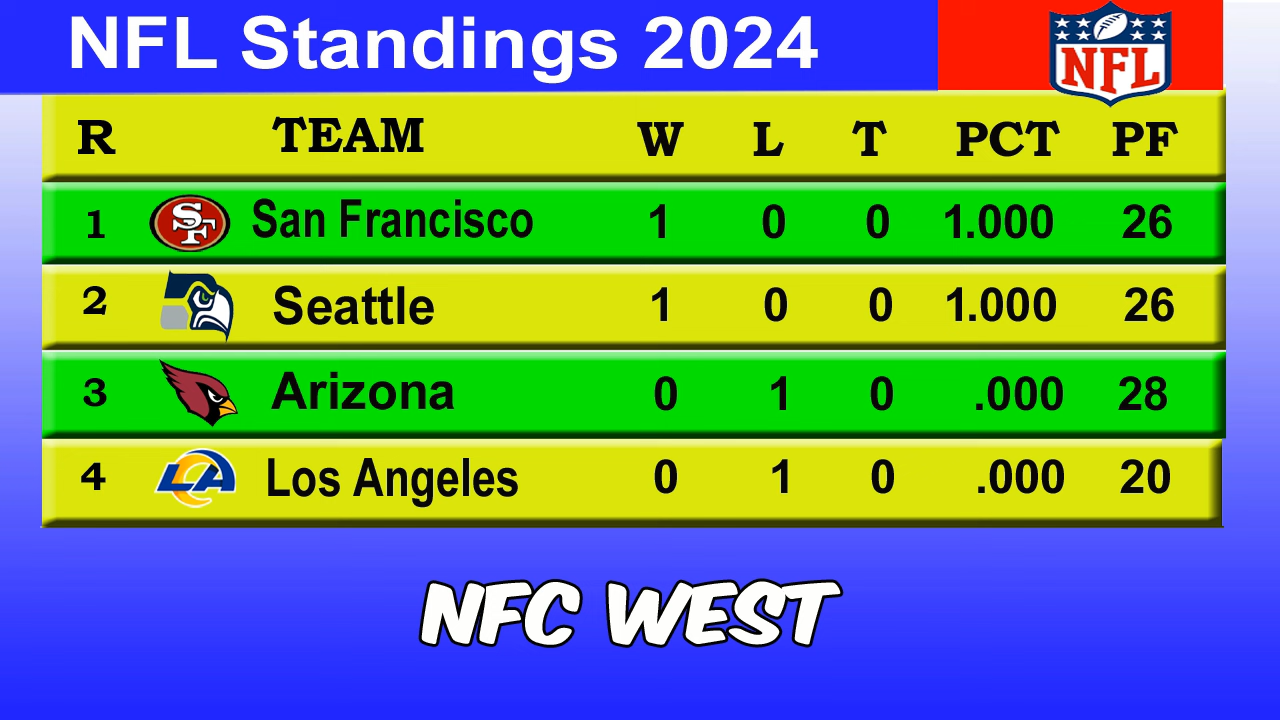 NFL Standings 2024
NFL
R TEAM W L T PCT PF
1 SF San Francisco 1 0 0 1.000 26
2 Seattle 1 0 0 1.000 26
3 Arizona 0 1 0 .000 28
4 LA Los Angeles 0 1 0 .000 20
NFC WEST